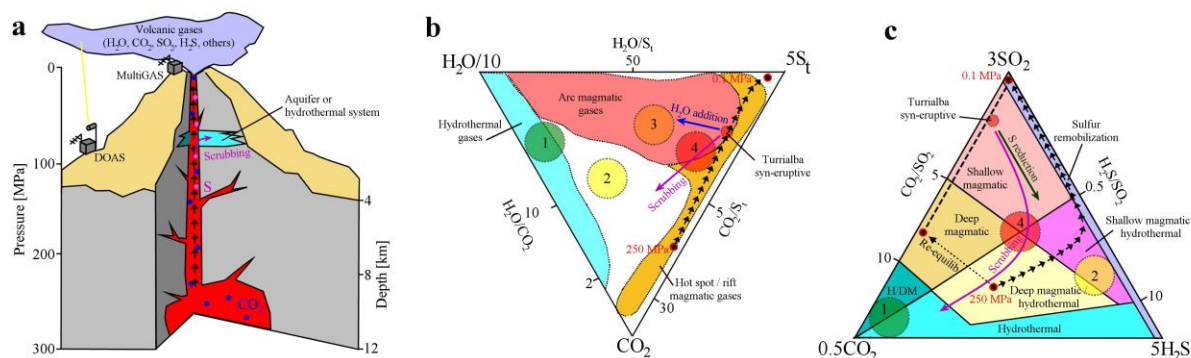 a
Volcanic gases
(H₂O, CO₂, SO₂, H₂S, others)
MultiGAS
DOAS
Aquifer or
hydrothermal system
Scrubbing
S
CO₂
Pressure [MPa]
0
100
200
300
Depth [km]
4
8
12
b
H₂O/10
H₂O/Sₜ
50
5Sₜ
0.1 MPa
Arc magmatic
gases
Hydrothermal
gases
H₂O addition
1
2
3
4
Turrialba
syn-eruptive
Scrubbing
5
CO₂/Sₜ
10
H₂O/CO₂
250 MPa
2
30
Hot spot / rift
magmatic gases
CO₂
c
3SO₂
0.1 MPa
Turrialba
syn-eruptive
Sulfur
remobilization
S reduction
CO₂/SO₂
H₂S/SO₂
5
0.5
Shallow
magmatic
Deep
magmatic
4
Shallow magmatic
hydrothermal
Scrubbing
Re-equilib.
10
2
250 MPa
Deep magmatic /
hydrothermal
10
H/DM
1
Hydrothermal
0.5CO₂
5H₂S